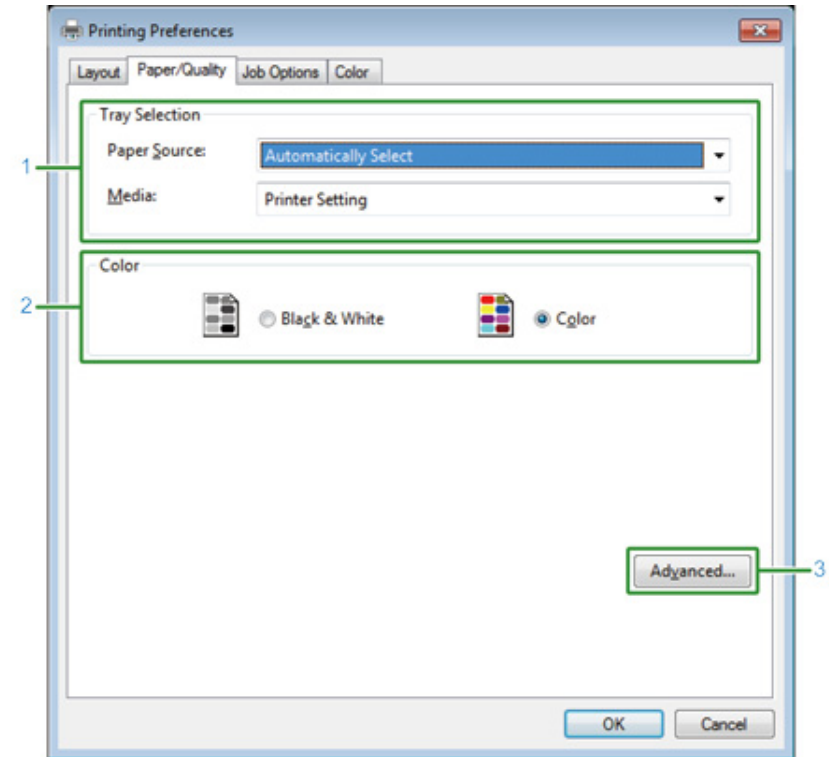 Printing Preferences
Layout Paper/Quality Job Options Color
Tray Selection
1 Paper Source: Automatically Select
Media: Printer Setting
Color
2 Black & White Color
Advanced... 3
OK Cancel